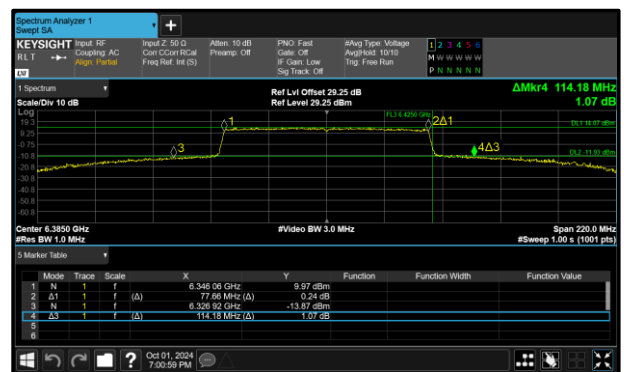 Spectrum Analyzer 1
Swept SA
+
KEYSIGHT Input: RF Input Z: 50 Ω Atten: 10 dB PNO: Fast #Avg Type: Voltage 1 2 3 4 5 6
RLT Coupling: AC Corr CCorr RCal Preamp: Off Gate: Off Avg|Hold: 10/10 M W W W W W
Align: Partial Freq Ref: Int (S) IF Gain: Low Trig: Free Run P N N N N N
Sig Track: Off
LXI
1 Spectrum Ref Lvl Offset 29.25 dB ΔMkr4 114.18 MHz
Scale/Div 10 dB Ref Level 29.25 dBm 1.07 dB
Log
19.3 FL3 6.4250 GHz
1 2Δ1 DL1 14.07 dBm
9.25
-0.75
3 4Δ3 DL2 -11.93 dBm
-10.8
-20.8
-30.8
-40.8
-50.8
-60.8
Center 6.3850 GHz #Video BW 3.0 MHz Span 220.0 MHz
#Res BW 1.0 MHz #Sweep 1.00 s (1001 pts)
5 Marker Table
Mode Trace Scale X Y Function Function Width Function Value
1 N 1 f 6.346 06 GHz 9.97 dBm
2 Δ1 1 f (Δ) 77.66 MHz (Δ) 0.24 dB
3 N 1 f 6.326 92 GHz -13.87 dBm
4 Δ3 1 f (Δ) 114.18 MHz (Δ) 1.07 dB
5
6
? Oct 01, 2024
7:00:59 PM